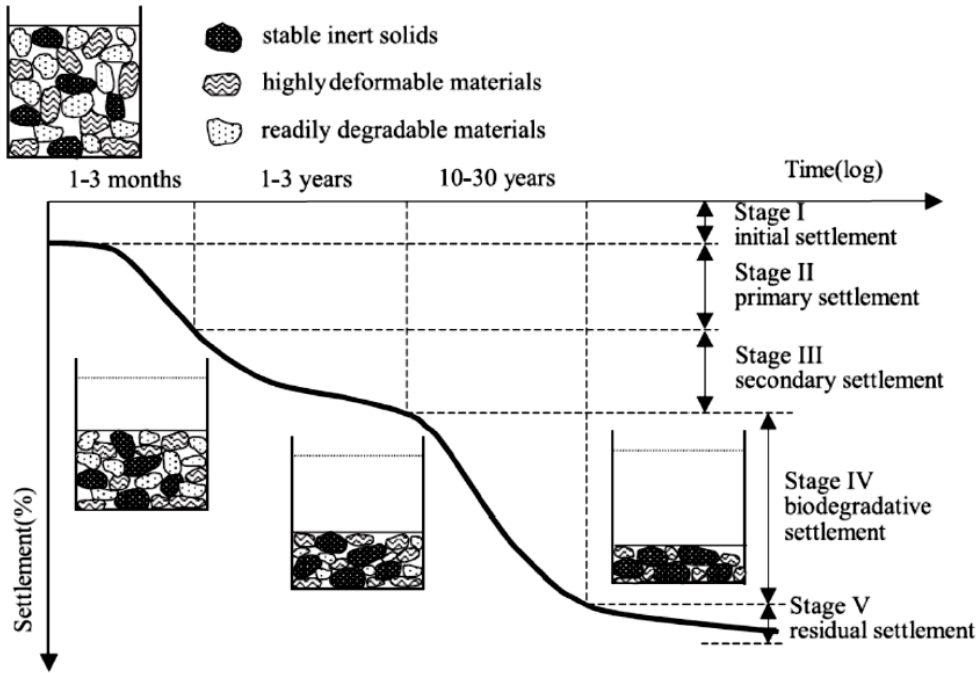 stable inert solids
highly deformable materials
readily degradable materials
1-3 months
1-3 years
10-30 years
Time(log)
Stage I
initial settlement
Stage II
primary settlement
Stage III
secondary settlement
Stage IV
biodegradative
settlement
Stage V
residual settlement
Settlement(%)